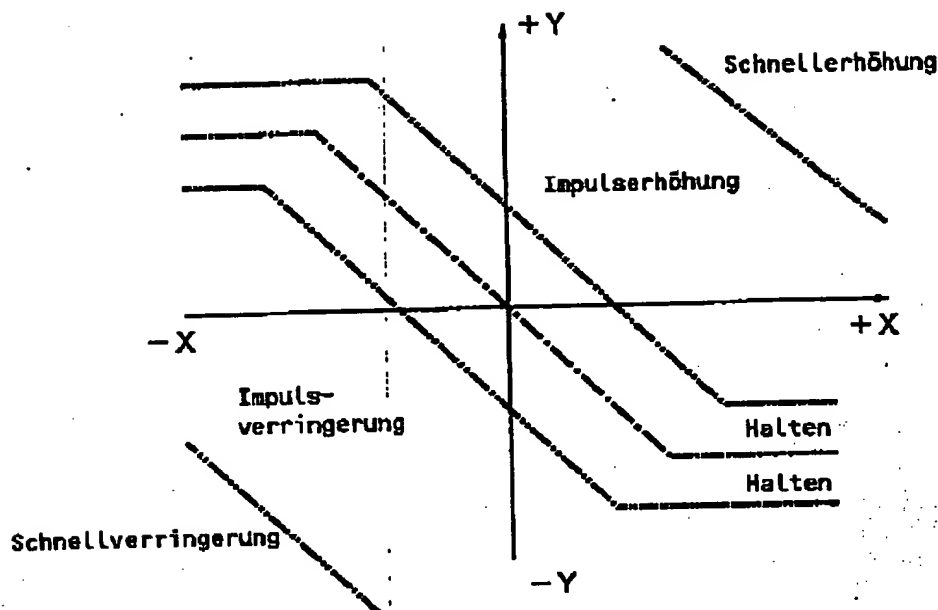 +Y
Schnellerhöhung
Impulserhöhung
-X
+X
Impuls-
verringerung
Halten
Halten
Schnellverringerung
-Y